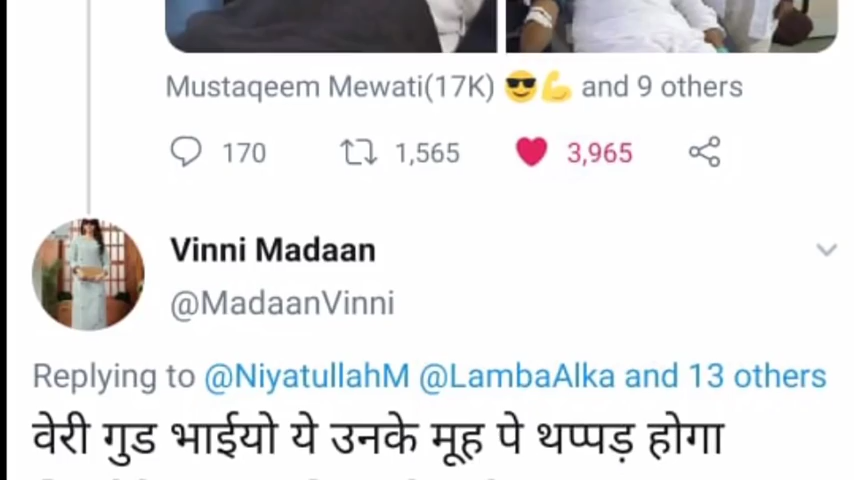 Mustaqeem Mewati(17K) 😎💪 and 9 others
170 1,565 3,965
Vinni Madaan
@MadaanVinni
Replying to @NiyatullahM @LambaAlka and 13 others
वेरी गुड भाईयो ये उनके मूह पे थप्पड़ होगा